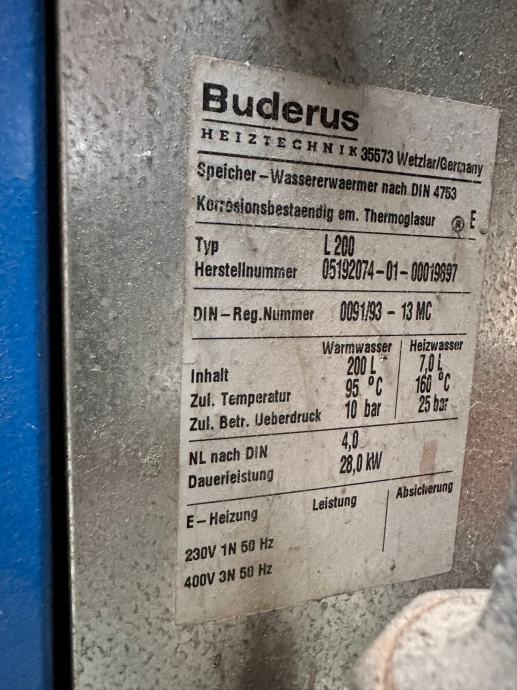 Buderus
HEIZTECHNIK 35573 Wetzlar/Germany
Speicher-Wassererwaermer nach DIN 4753
Korrosionsbestaendig em. Thermoglasur ® E
Typ L 200
Herstellnummer 05192074-01-00019897
DIN-Reg.Nummer 0091/93 - 13 MC
Warmwasser Heizwasser
Inhalt 200 L 7,0 L
Zul. Temperatur 95 °C 160 °C
Zul. Betr. Ueberdruck 10 bar 25 bar
NL nach DIN 4,0
Dauerleistung 28,0 kW
E-Heizung Leistung Absicherung
230V 1N 50 Hz
400V 3N 50 Hz